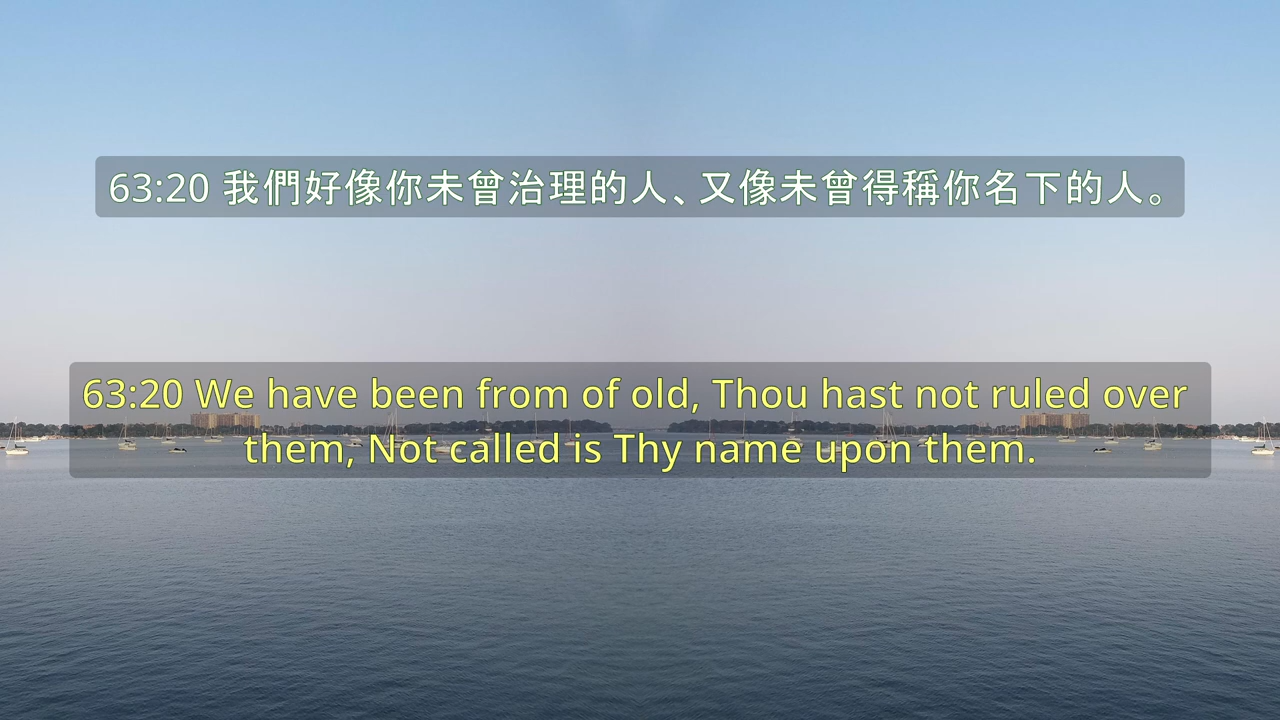 63:20 我們好像你未曾治理的人、又像未曾得稱你名下的人。
63:20 We have been from of old, Thou hast not ruled over
them, Not called is Thy name upon them.